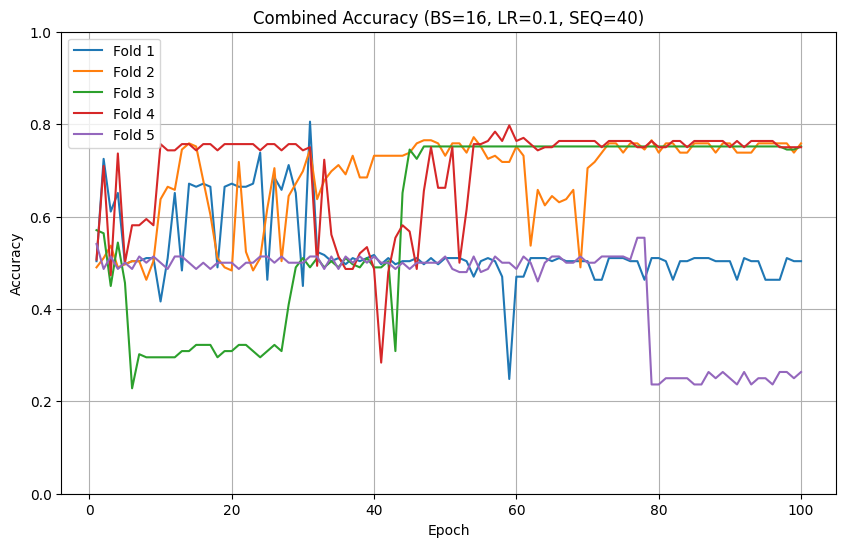 Combined Accuracy (BS=16, LR=0.1, SEQ=40)
Fold 1
Fold 2
Fold 3
Fold 4
Fold 5
1.0
0.8
0.6
0.4
0.2
0.0
Accuracy
0 20 40 60 80 100
Epoch